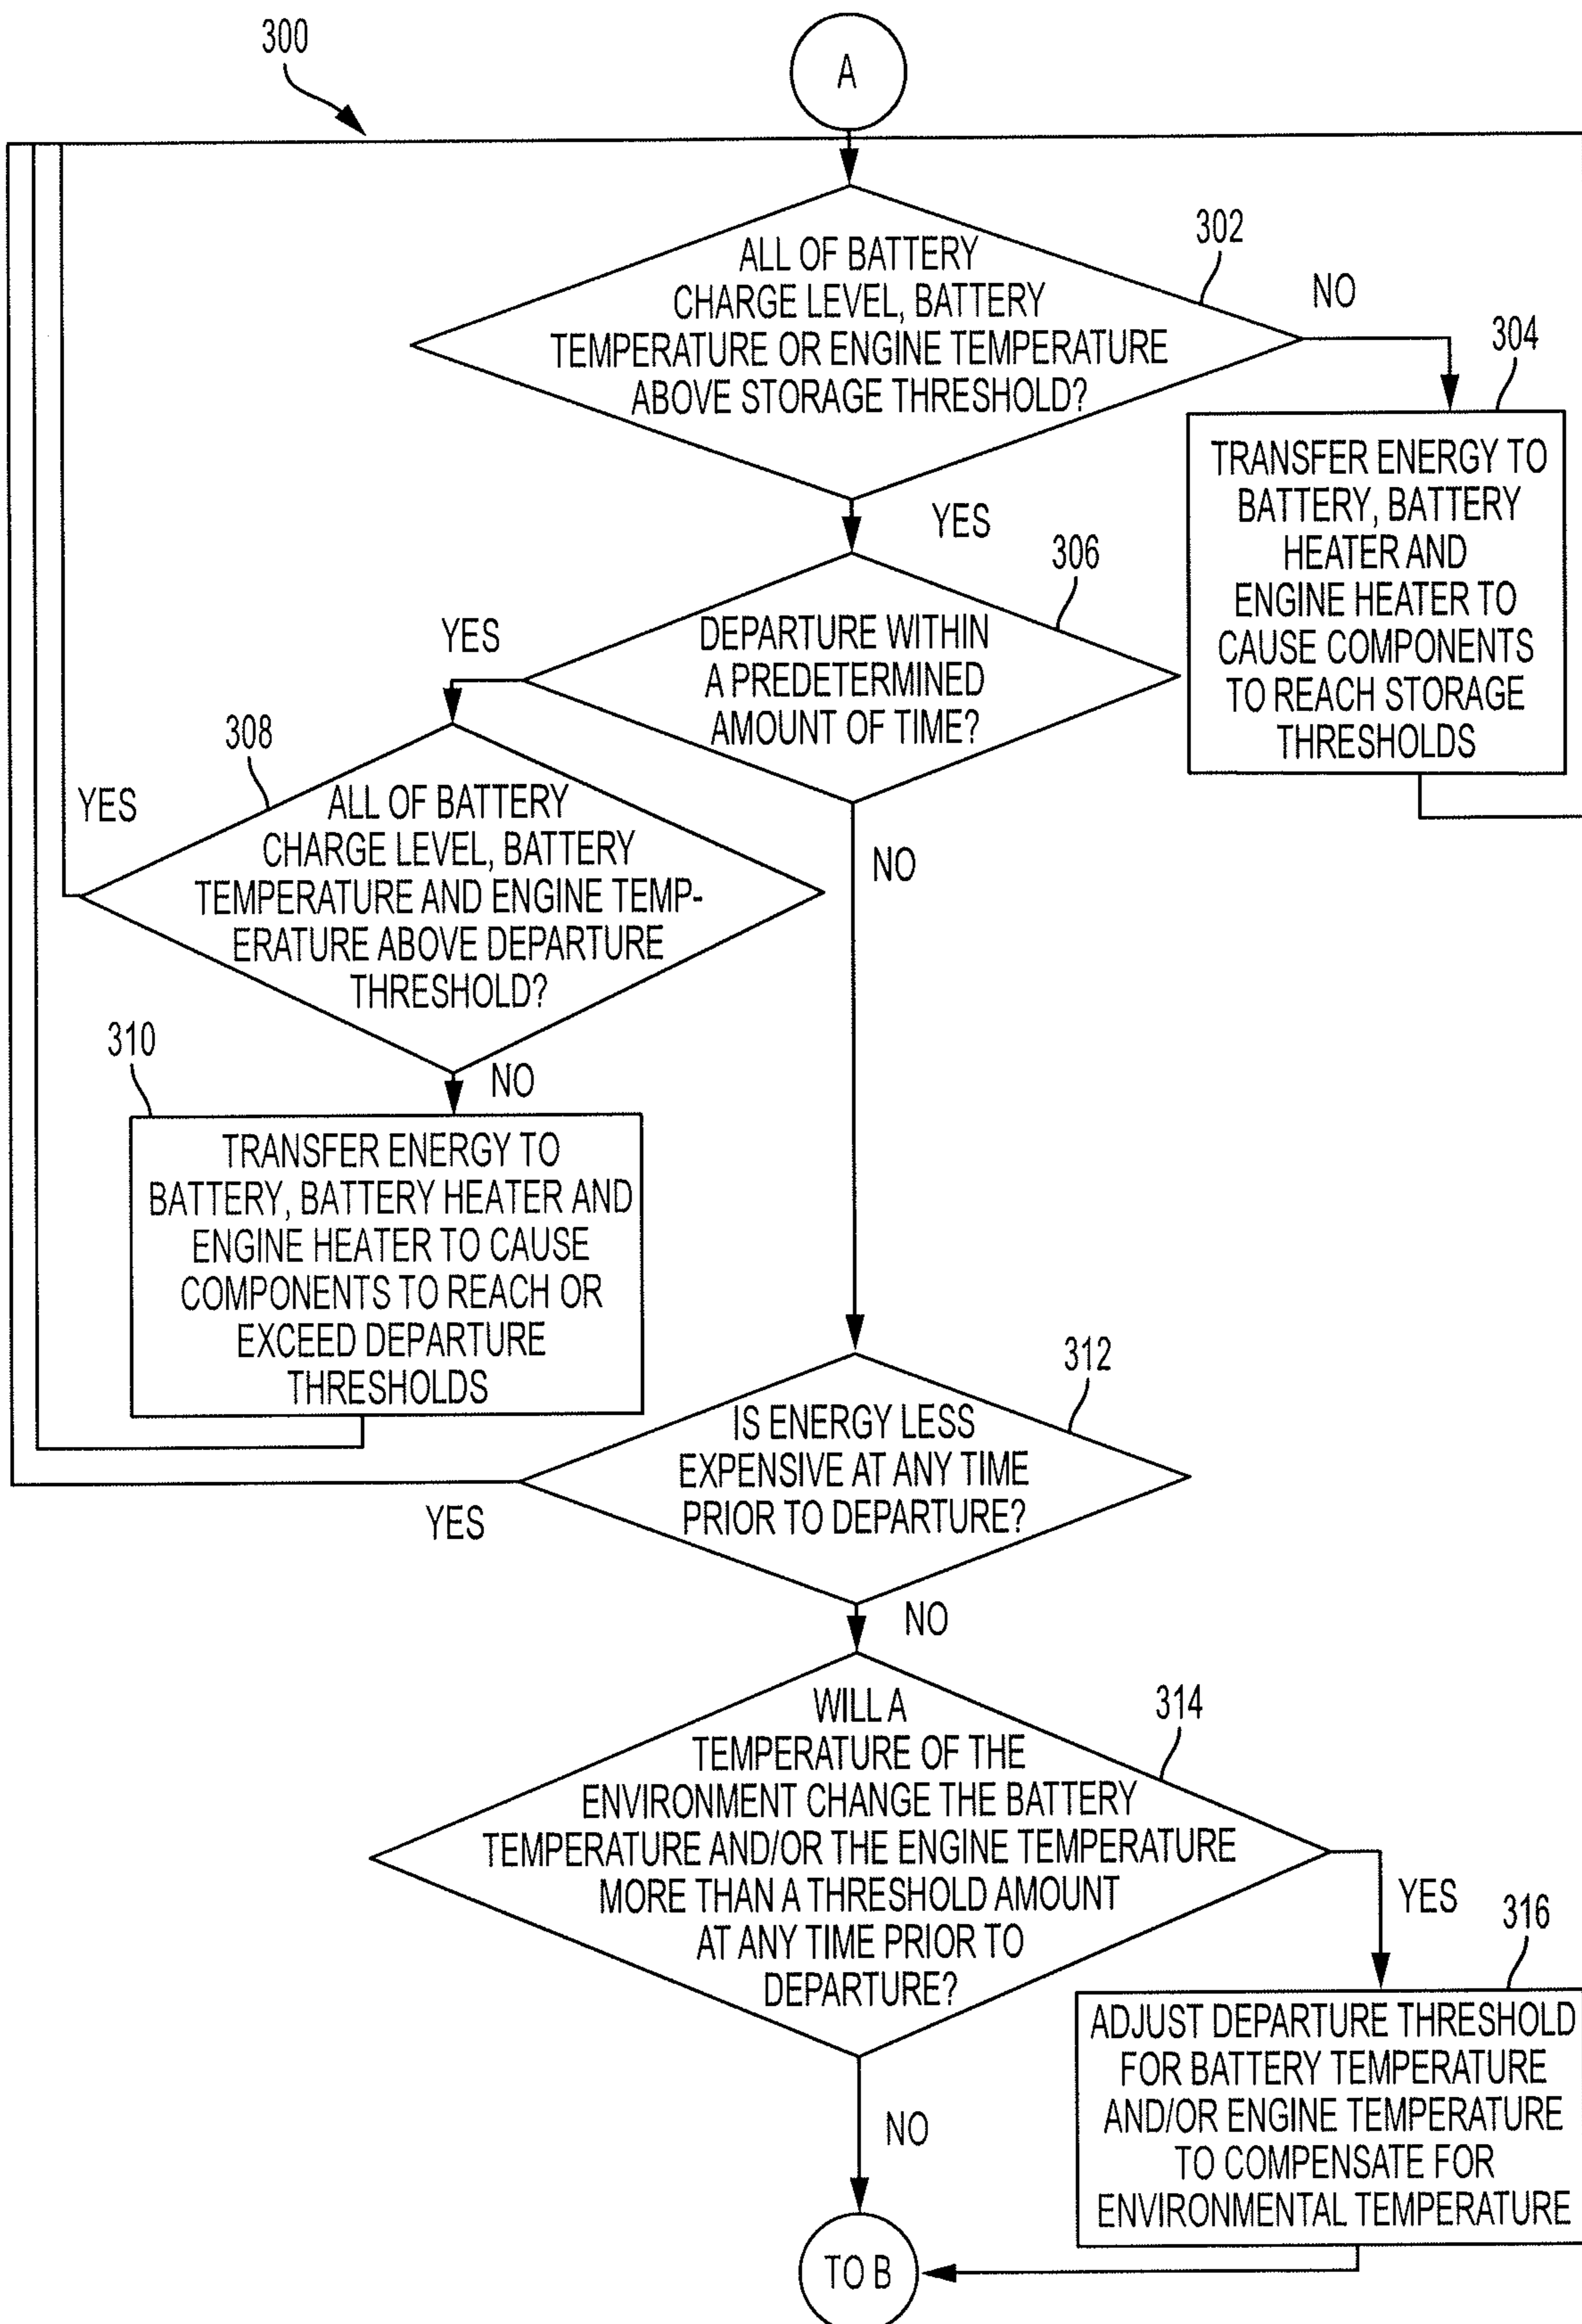 300
A
302
ALL OF BATTERY
CHARGE LEVEL, BATTERY
TEMPERATURE OR ENGINE TEMPERATURE
ABOVE STORAGE THRESHOLD?
NO
304
TRANSFER ENERGY TO
BATTERY, BATTERY
HEATER AND
ENGINE HEATER TO
CAUSE COMPONENTS
TO REACH STORAGE
THRESHOLDS
YES
306
DEPARTURE WITHIN
A PREDETERMINED
AMOUNT OF TIME?
YES
308
YES
ALL OF BATTERY
CHARGE LEVEL, BATTERY
TEMPERATURE AND ENGINE TEMP-
ERATURE ABOVE DEPARTURE
THRESHOLD?
NO
310
NO
TRANSFER ENERGY TO
BATTERY, BATTERY HEATER AND
ENGINE HEATER TO CAUSE
COMPONENTS TO REACH OR
EXCEED DEPARTURE
THRESHOLDS
312
IS ENERGY LESS
EXPENSIVE AT ANY TIME
PRIOR TO DEPARTURE?
YES
NO
314
WILL A
TEMPERATURE OF THE
ENVIRONMENT CHANGE THE BATTERY
TEMPERATURE AND/OR THE ENGINE TEMPERATURE
MORE THAN A THRESHOLD AMOUNT
AT ANY TIME PRIOR TO
DEPARTURE?
YES
316
ADJUST DEPARTURE THRESHOLD
FOR BATTERY TEMPERATURE
AND/OR ENGINE TEMPERATURE
TO COMPENSATE FOR
ENVIRONMENTAL TEMPERATURE
NO
TO B